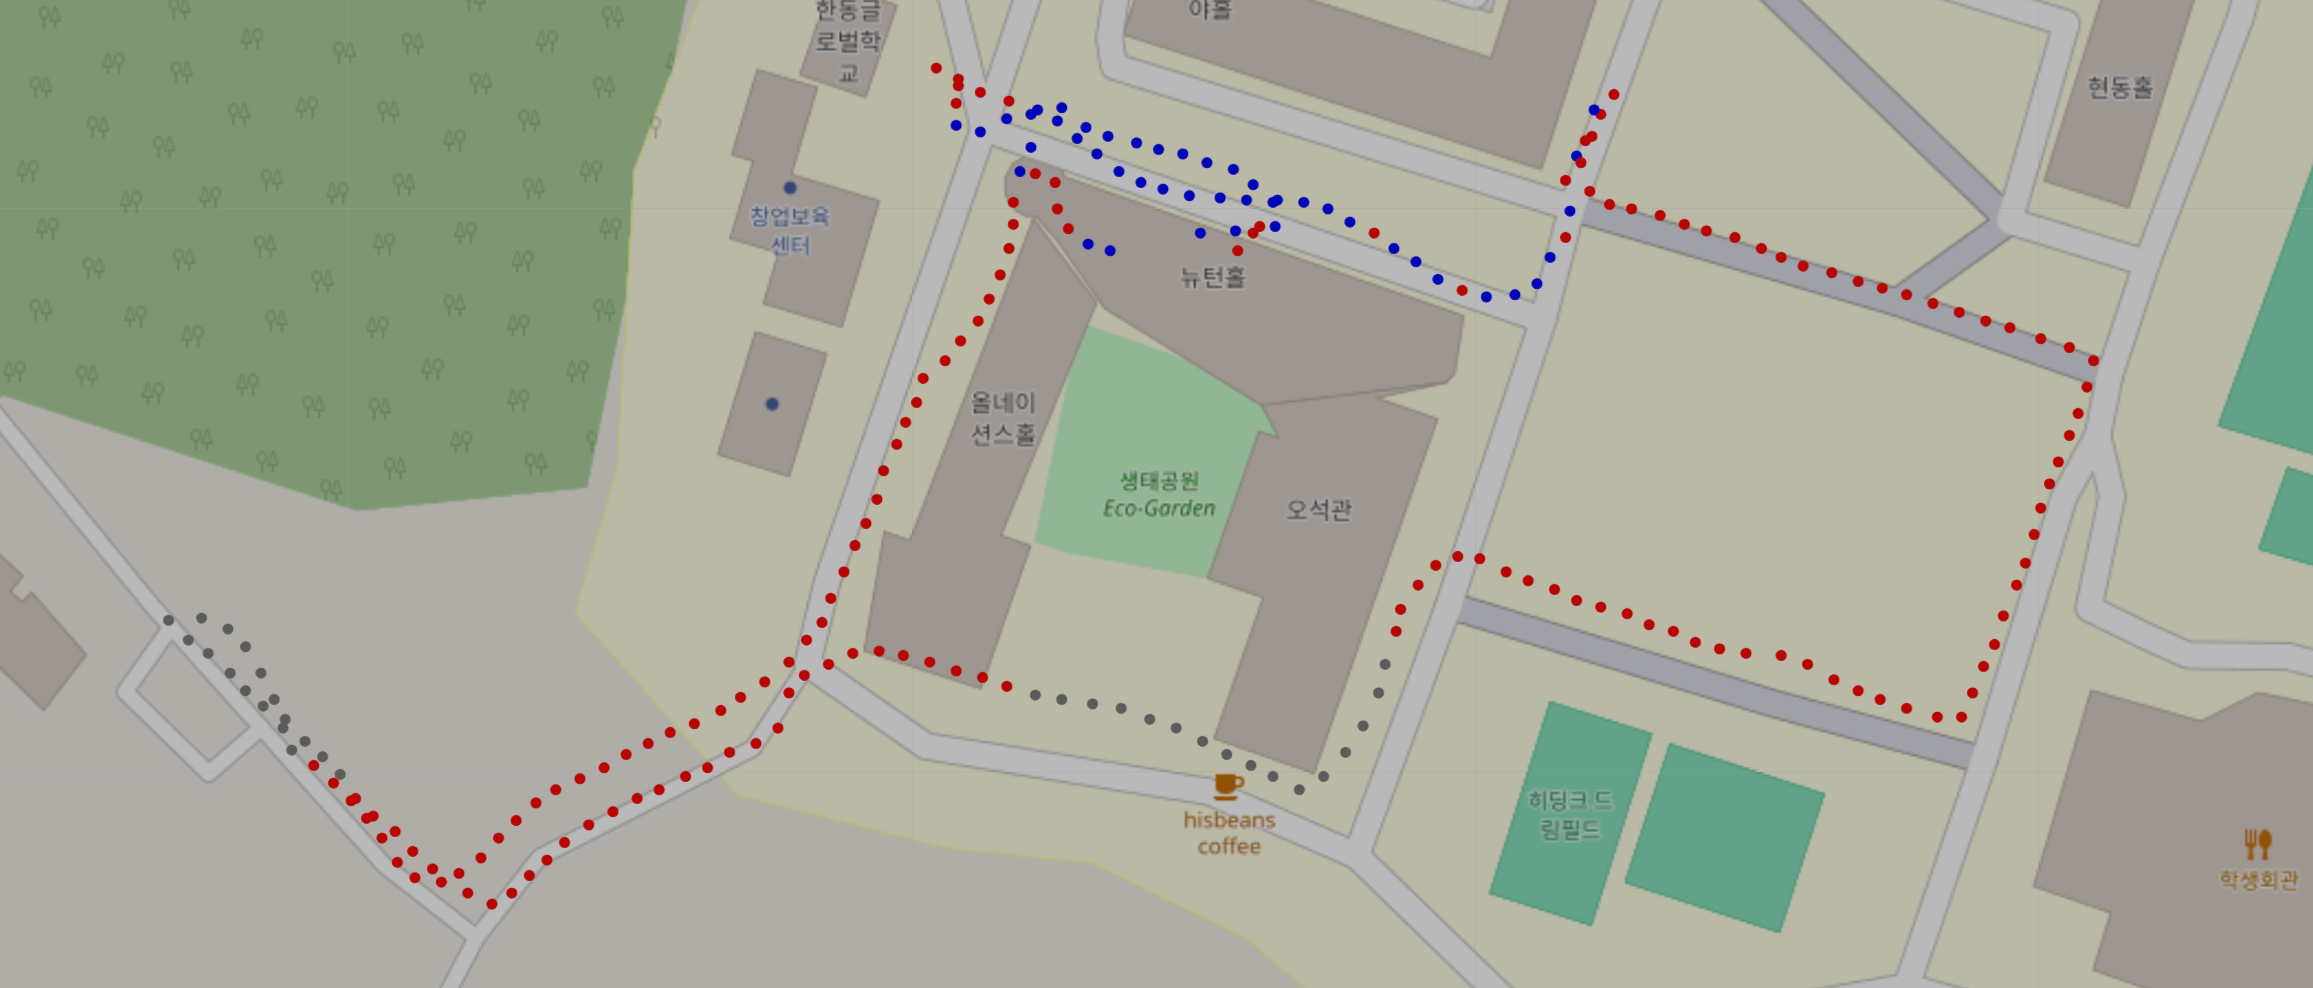 한동글
로벌학
교
야홀
현동홀
창업보육
센터
뉴턴홀
올네이
션스홀
생태공원
Eco-Garden
오석관
히딩크 드
림필드
hisbeans
coffee
학생회관